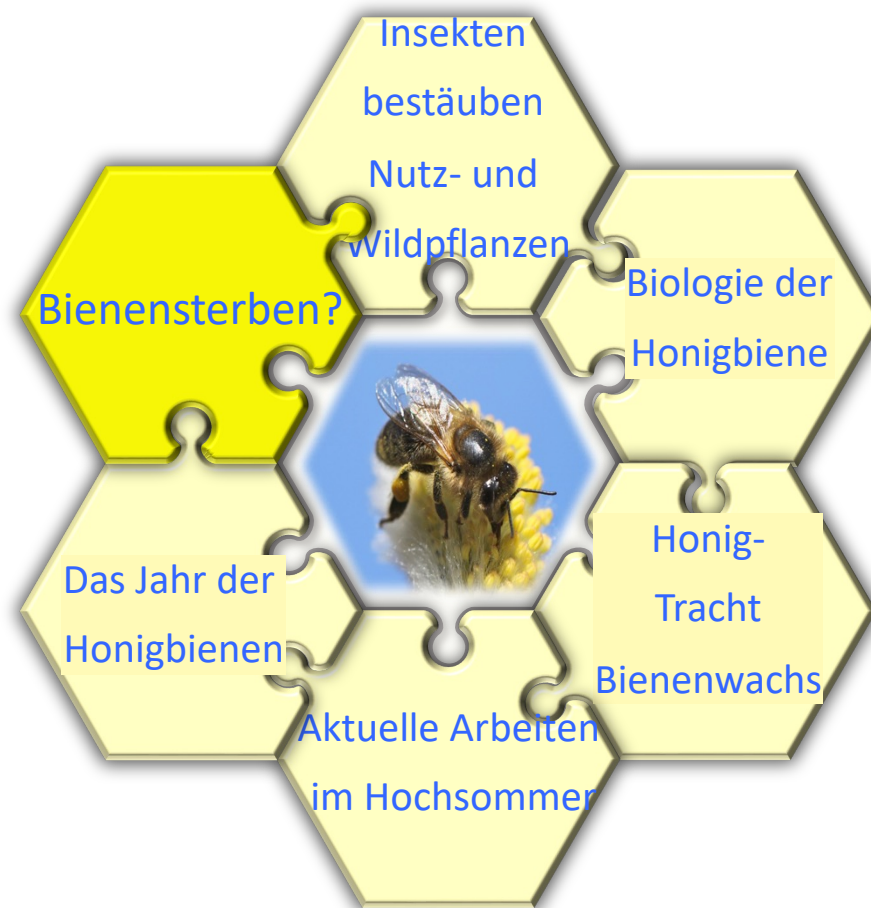 Insekten
bestäuben
Nutz- und
Wildpflanzen
Biologie der
Honigbiene
Honig-
Tracht
Bienenwachs
Aktuelle Arbeiten
im Hochsommer
Das Jahr der
Honigbienen
Bienensterben?